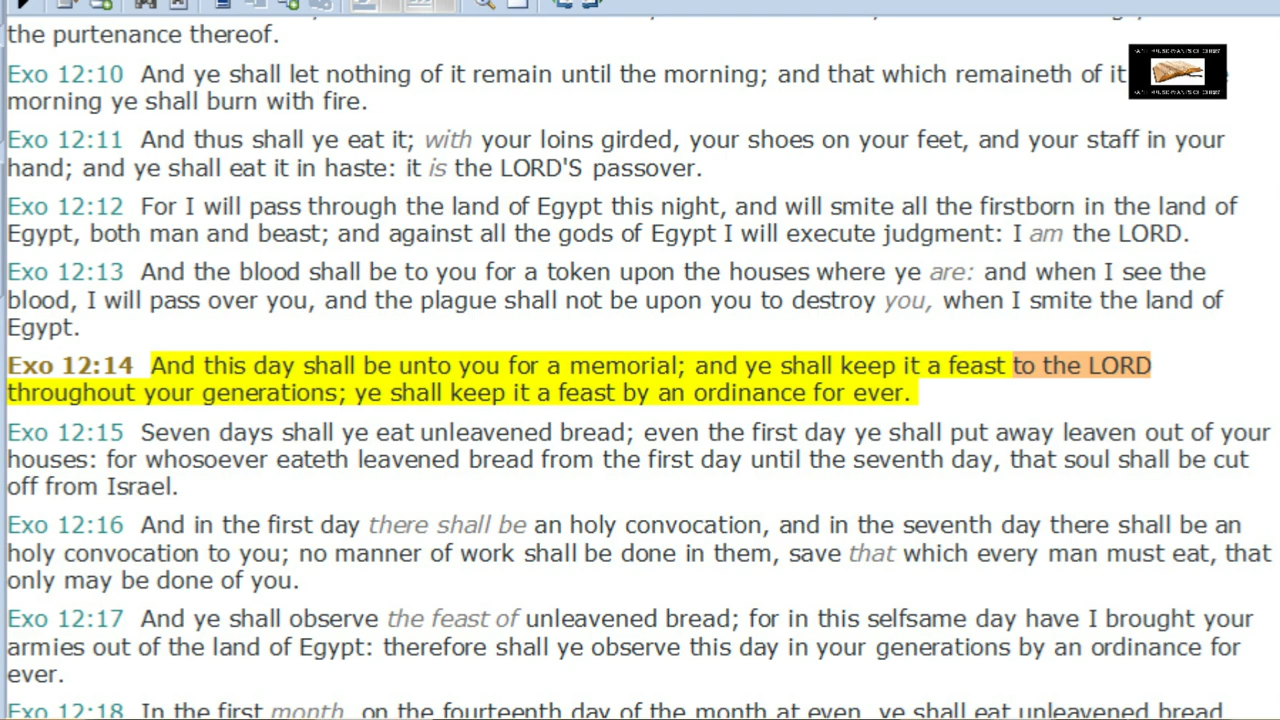 the purtenance thereof.
Exo 12:10 And ye shall let nothing of it remain until the morning; and that which remaineth of it
morning ye shall burn with fire.
Exo 12:11 And thus shall ye eat it; with your loins girded, your shoes on your feet, and your staff in your
hand; and ye shall eat it in haste: it is the LORD'S passover.
Exo 12:12 For I will pass through the land of Egypt this night, and will smite all the firstborn in the land of
Egypt, both man and beast; and against all the gods of Egypt I will execute judgment: I am the LORD.
Exo 12:13 And the blood shall be to you for a token upon the houses where ye are: and when I see the
blood, I will pass over you, and the plague shall not be upon you to destroy you, when I smite the land of
Egypt.
Exo 12:14 And this day shall be unto you for a memorial; and ye shall keep it a feast to the LORD
throughout your generations; ye shall keep it a feast by an ordinance for ever.
Exo 12:15 Seven days shall ye eat unleavened bread; even the first day ye shall put away leaven out of your
houses: for whosoever eateth leavened bread from the first day until the seventh day, that soul shall be cut
off from Israel.
Exo 12:16 And in the first day there shall be an holy convocation, and in the seventh day there shall be an
holy convocation to you; no manner of work shall be done in them, save that which every man must eat, that
only may be done of you.
Exo 12:17 And ye shall observe the feast of unleavened bread; for in this selfsame day have I brought your
armies out of the land of Egypt: therefore shall ye observe this day in your generations by an ordinance for
ever.
Exo 12:18 In the first month, on the fourteenth day of the month at even, ye shall eat unleavened bread,